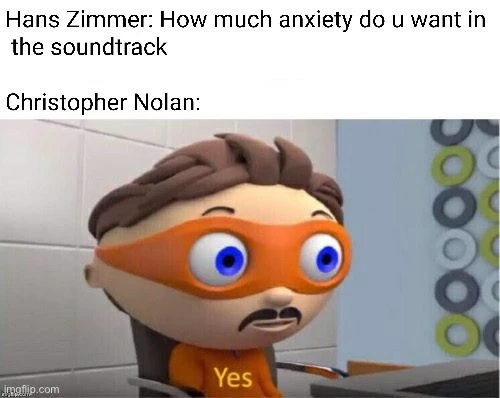 Hans Zimmer: How much anxiety do u want in
the soundtrack
Christopher Nolan:
Yes
imgflip.com